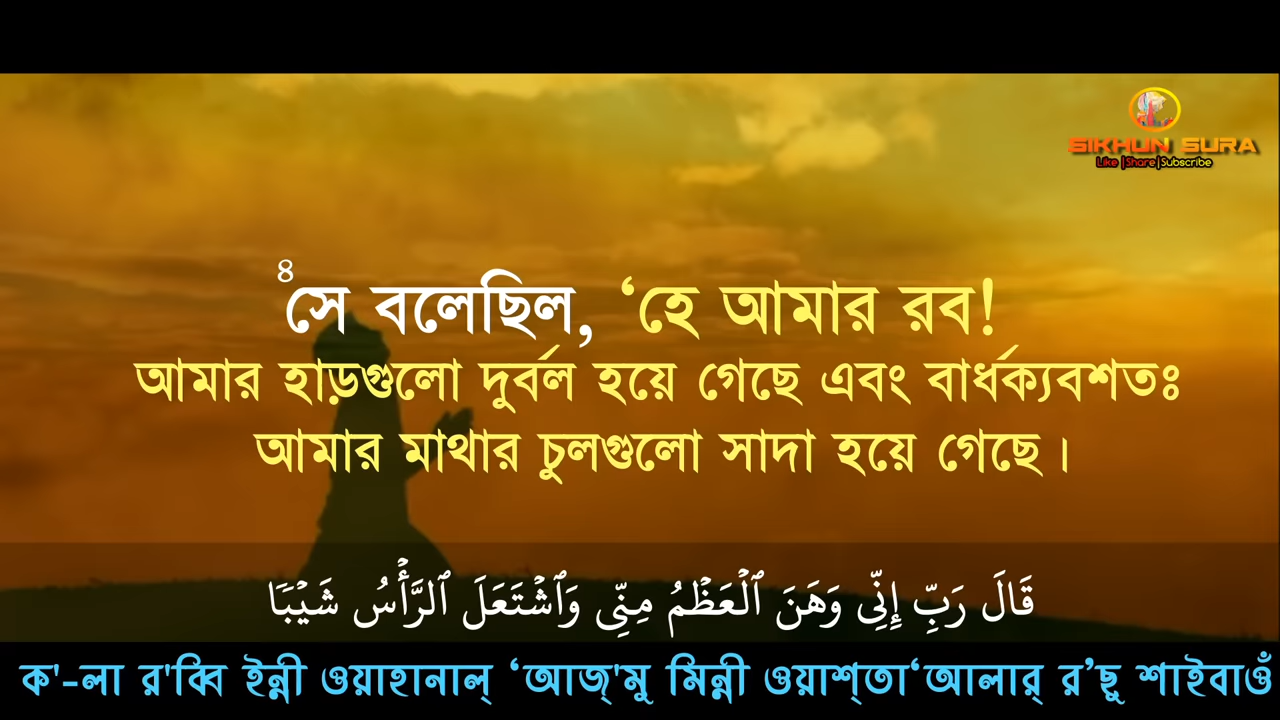 SIKHUN SURA
Like |Share|Subscribe
৪সে বলেছিল, ‘হে আমার রব!
আমার হাড়গুলো দুর্বল হয়ে গেছে এবং বার্ধক্যবশতঃ
আমার মাথার চুলগুলো সাদা হয়ে গেছে।
قَالَ رَبِّ إِنِّى وَهَنَ ٱلْعَظْمُ مِنِّى وَٱشْتَعَلَ ٱلرَّأْسُ شَيْبًا
ক'-লা র'ব্বি ইন্নী ওয়াহানাল্ ‘আজ্'মু মিন্নী ওয়াশ্তা‘আলার্ র’ছু শাইবাওঁ